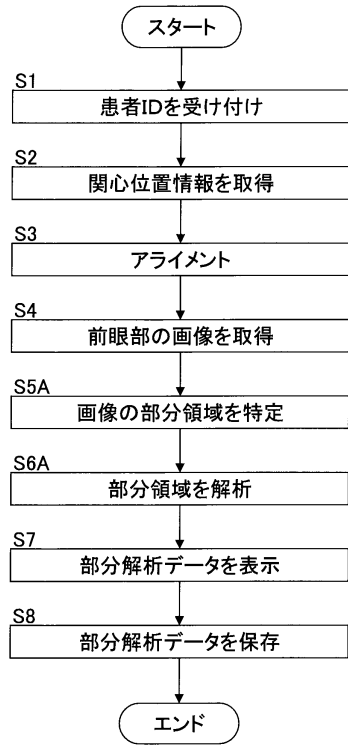 スタート
S1
患者IDを受け付け
S2
関心位置情報を取得
S3
アライメント
S4
前眼部の画像を取得
S5A
画像の部分領域を特定
S6A
部分領域を解析
S7
部分解析データを表示
S8
部分解析データを保存
エンド